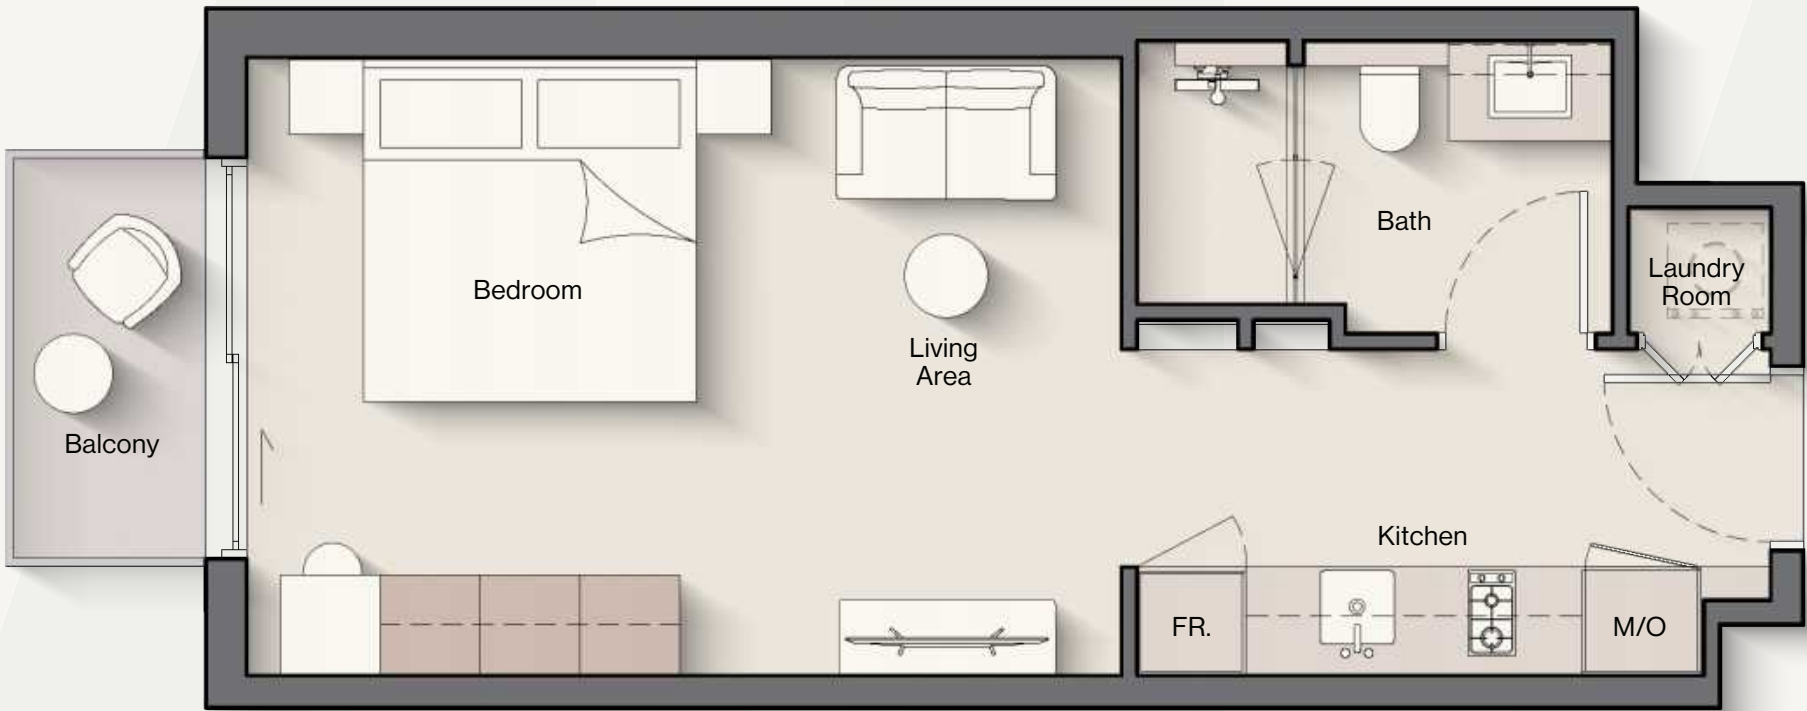 Bath
Laundry
Room
Bedroom
Living
Area
Balcony
Kitchen
FR.
M/O